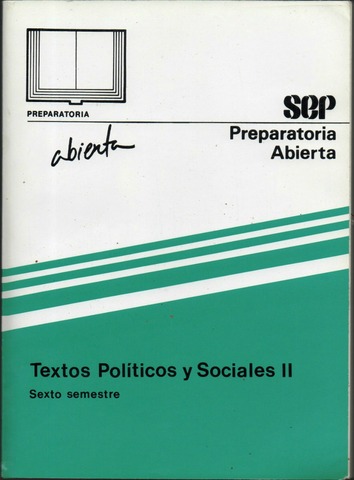 PREPARATORIA
abierta
SEP
Preparatoria
Abierta
Textos Políticos y Sociales II
Sexto semestre